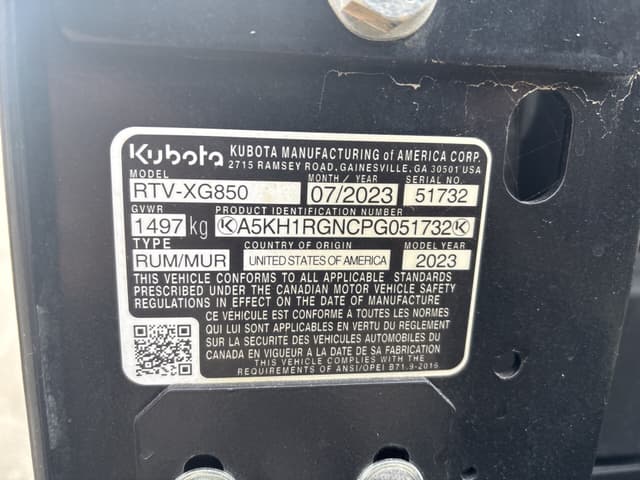 Kubota KUBOTA MANUFACTURING of AMERICA CORP.
2715 RAMSEY ROAD, GAINESVILLE, GA 30501 USA
MODEL MONTH / YEAR SERIAL NO.
RTV-XG850 07/2023 51732
GVWR PRODUCT IDENTIFICATION NUMBER
1497 kg K A5KH1RGNCPG051732 K
TYPE COUNTRY OF ORIGIN MODEL YEAR
RUM/MUR UNITED STATES OF AMERICA 2023
THIS VEHICLE CONFORMS TO ALL APPLICABLE STANDARDS
PRESCRIBED UNDER THE CANADIAN MOTOR VEHICLE SAFETY
REGULATIONS IN EFFECT ON THE DATE OF MANUFACTURE
CE VÉHICULE EST CONFORME A TOUTES LES NORMES
QUI LUI SONT APPLICABLES EN VERTU DU REGLEMENT
SUR LA SECURITE DES VÉHICULES AUTOMOBILES DU
CANADA EN VIGUEUR A LA DATE DE SA FABRICATION
THIS VEHICLE COMPLIES WITH THE
REQUIREMENTS OF ANSI/OPEI B71.9-2016